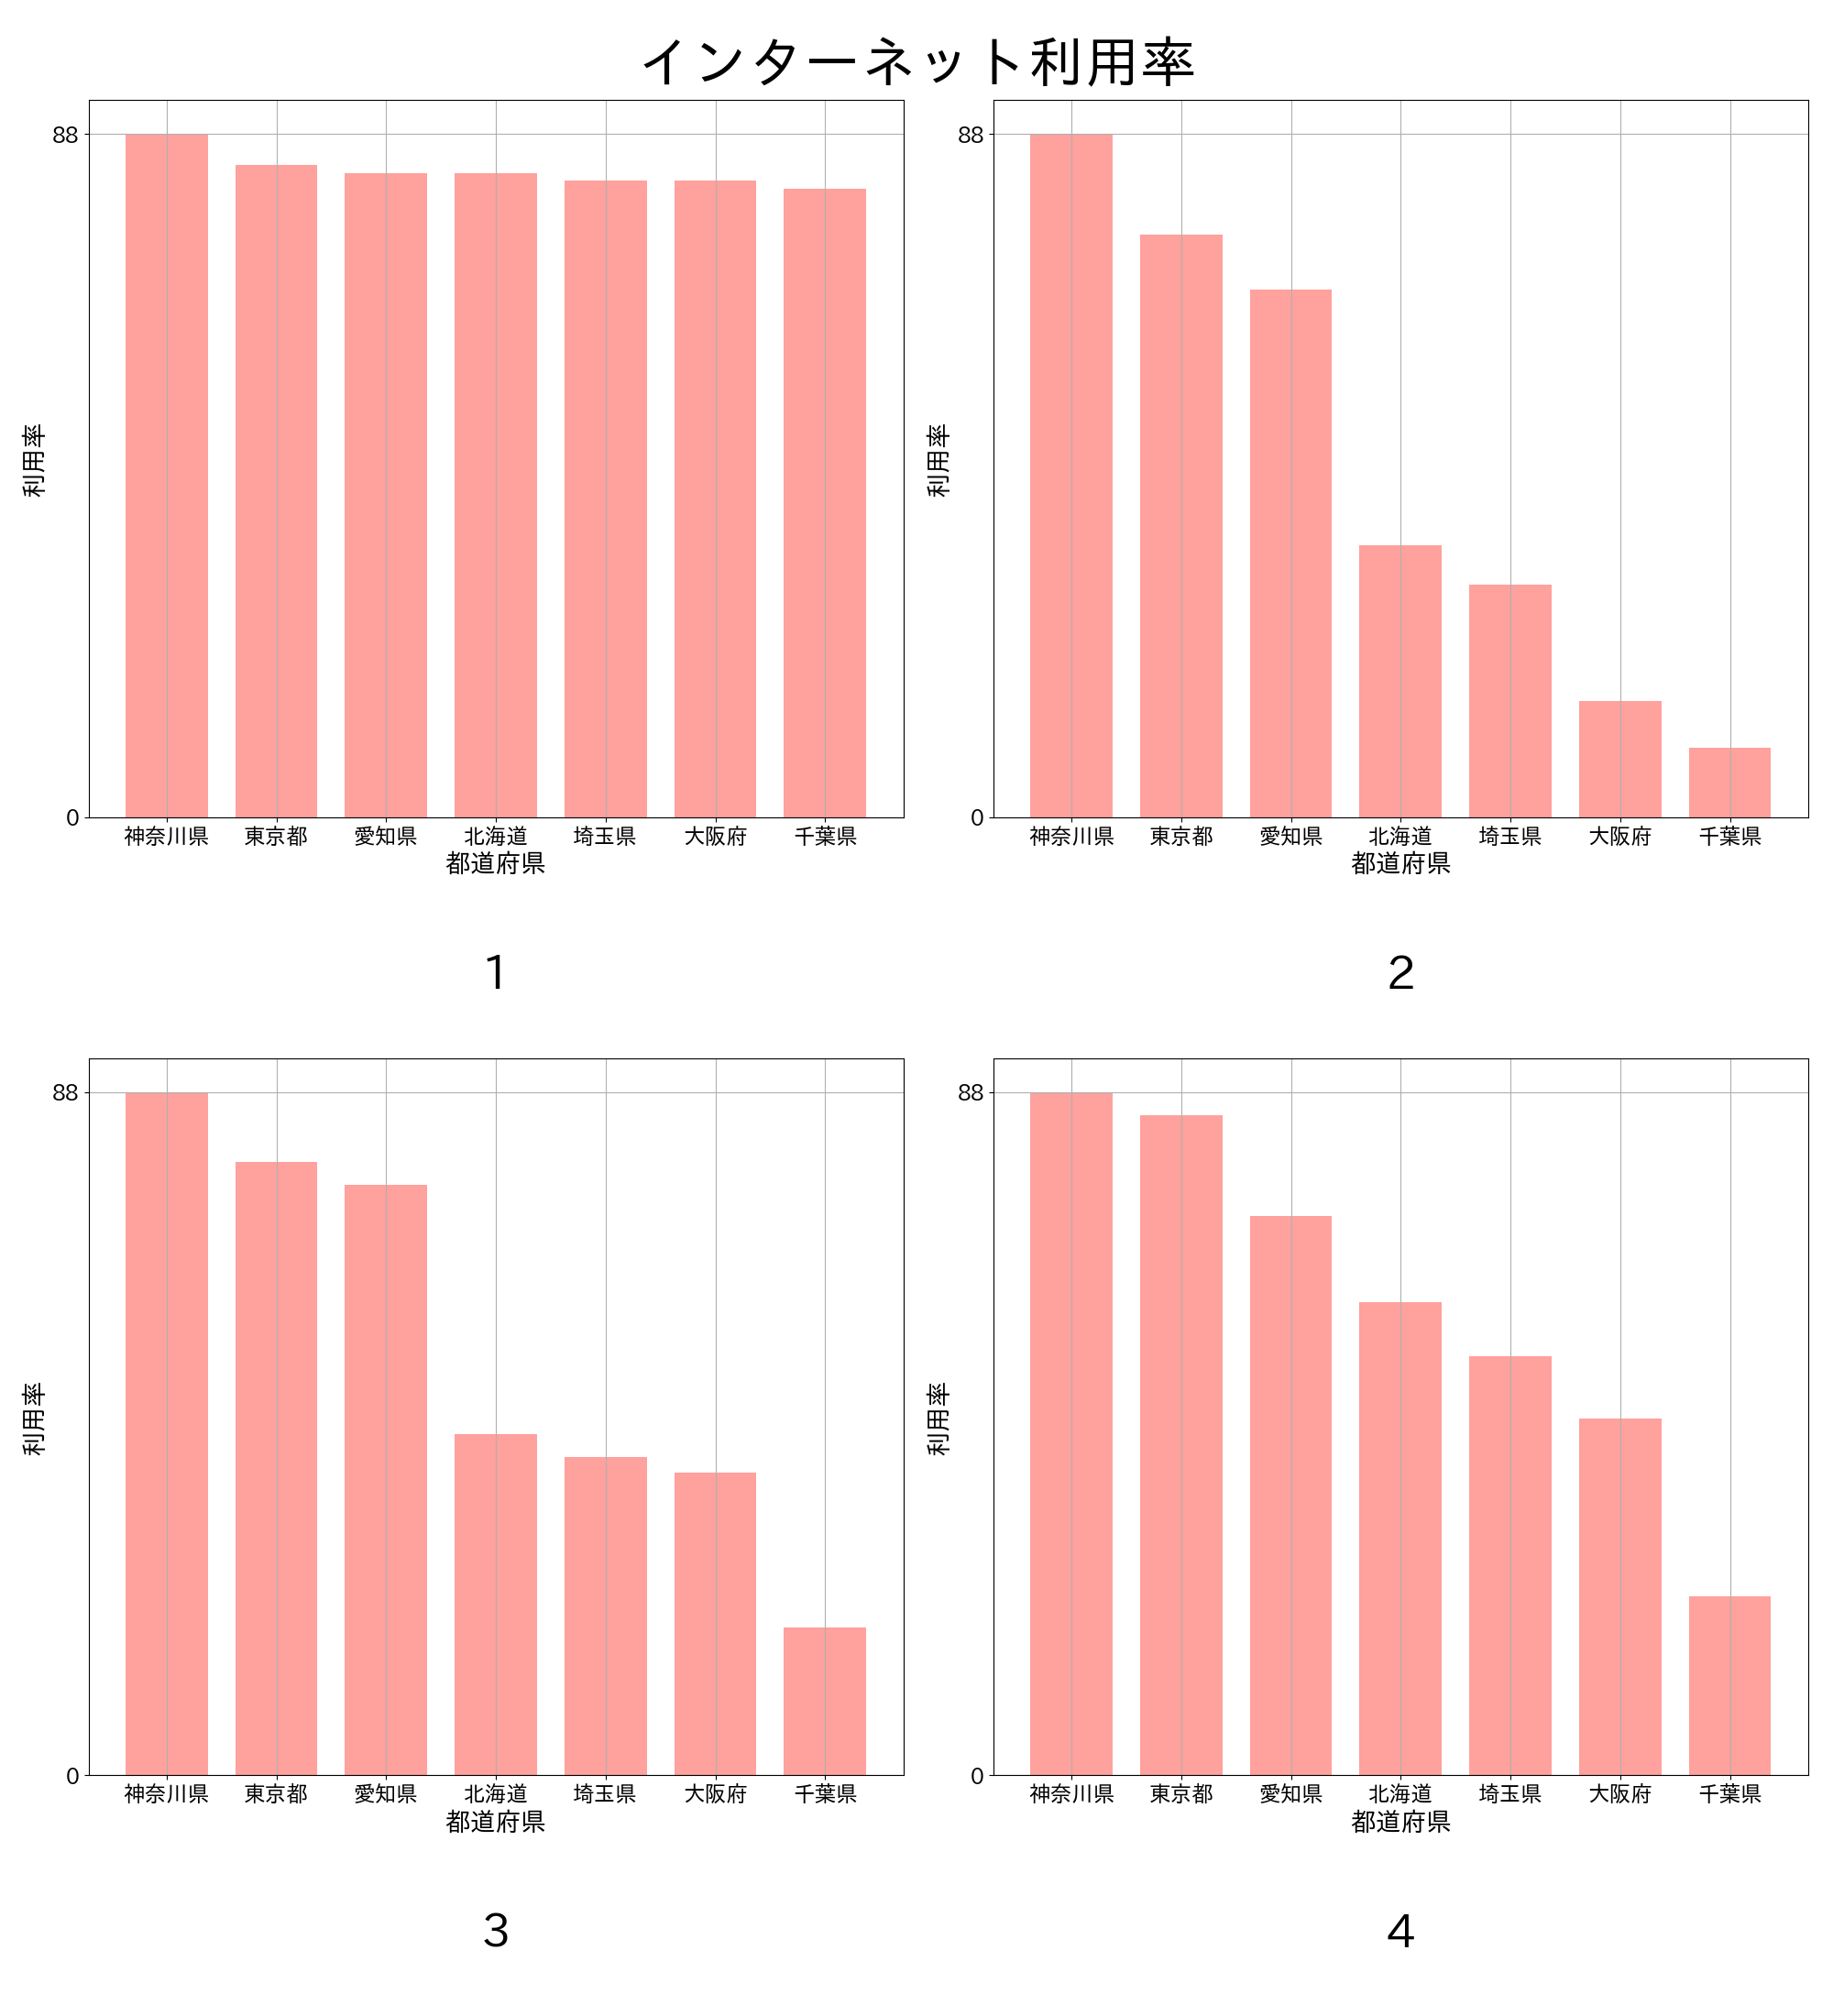 インターネット利用率
88
0
利用率
神奈川県 東京都 愛知県 北海道 埼玉県 大阪府 千葉県
都道府県
1
88
0
利用率
神奈川県 東京都 愛知県 北海道 埼玉県 大阪府 千葉県
都道府県
2
88
0
利用率
神奈川県 東京都 愛知県 北海道 埼玉県 大阪府 千葉県
都道府県
3
88
0
利用率
神奈川県 東京都 愛知県 北海道 埼玉県 大阪府 千葉県
都道府県
4